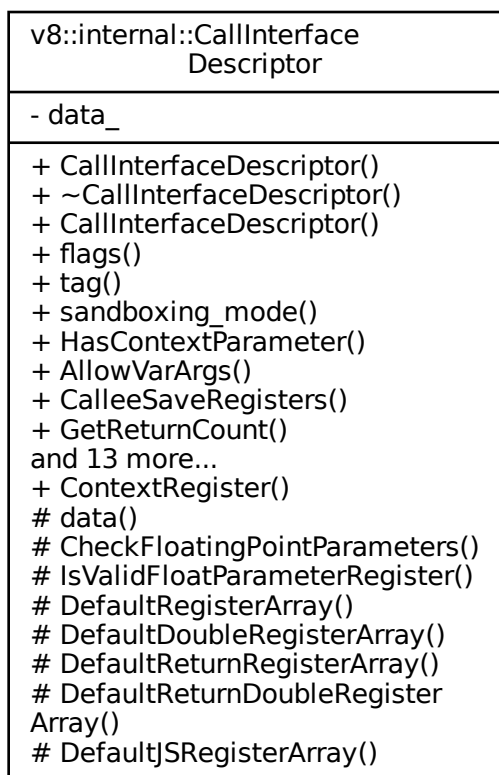 v8::internal::CallInterface
Descriptor
- data_
+ CallInterfaceDescriptor()
+ ~CallInterfaceDescriptor()
+ CallInterfaceDescriptor()
+ flags()
+ tag()
+ sandboxing_mode()
+ HasContextParameter()
+ AllowVarArgs()
+ CalleeSaveRegisters()
+ GetReturnCount()
and 13 more...
+ ContextRegister()
# data()
# CheckFloatingPointParameters()
# IsValidFloatParameterRegister()
# DefaultRegisterArray()
# DefaultDoubleRegisterArray()
# DefaultReturnRegisterArray()
# DefaultReturnDoubleRegister
Array()
# DefaultJSRegisterArray()